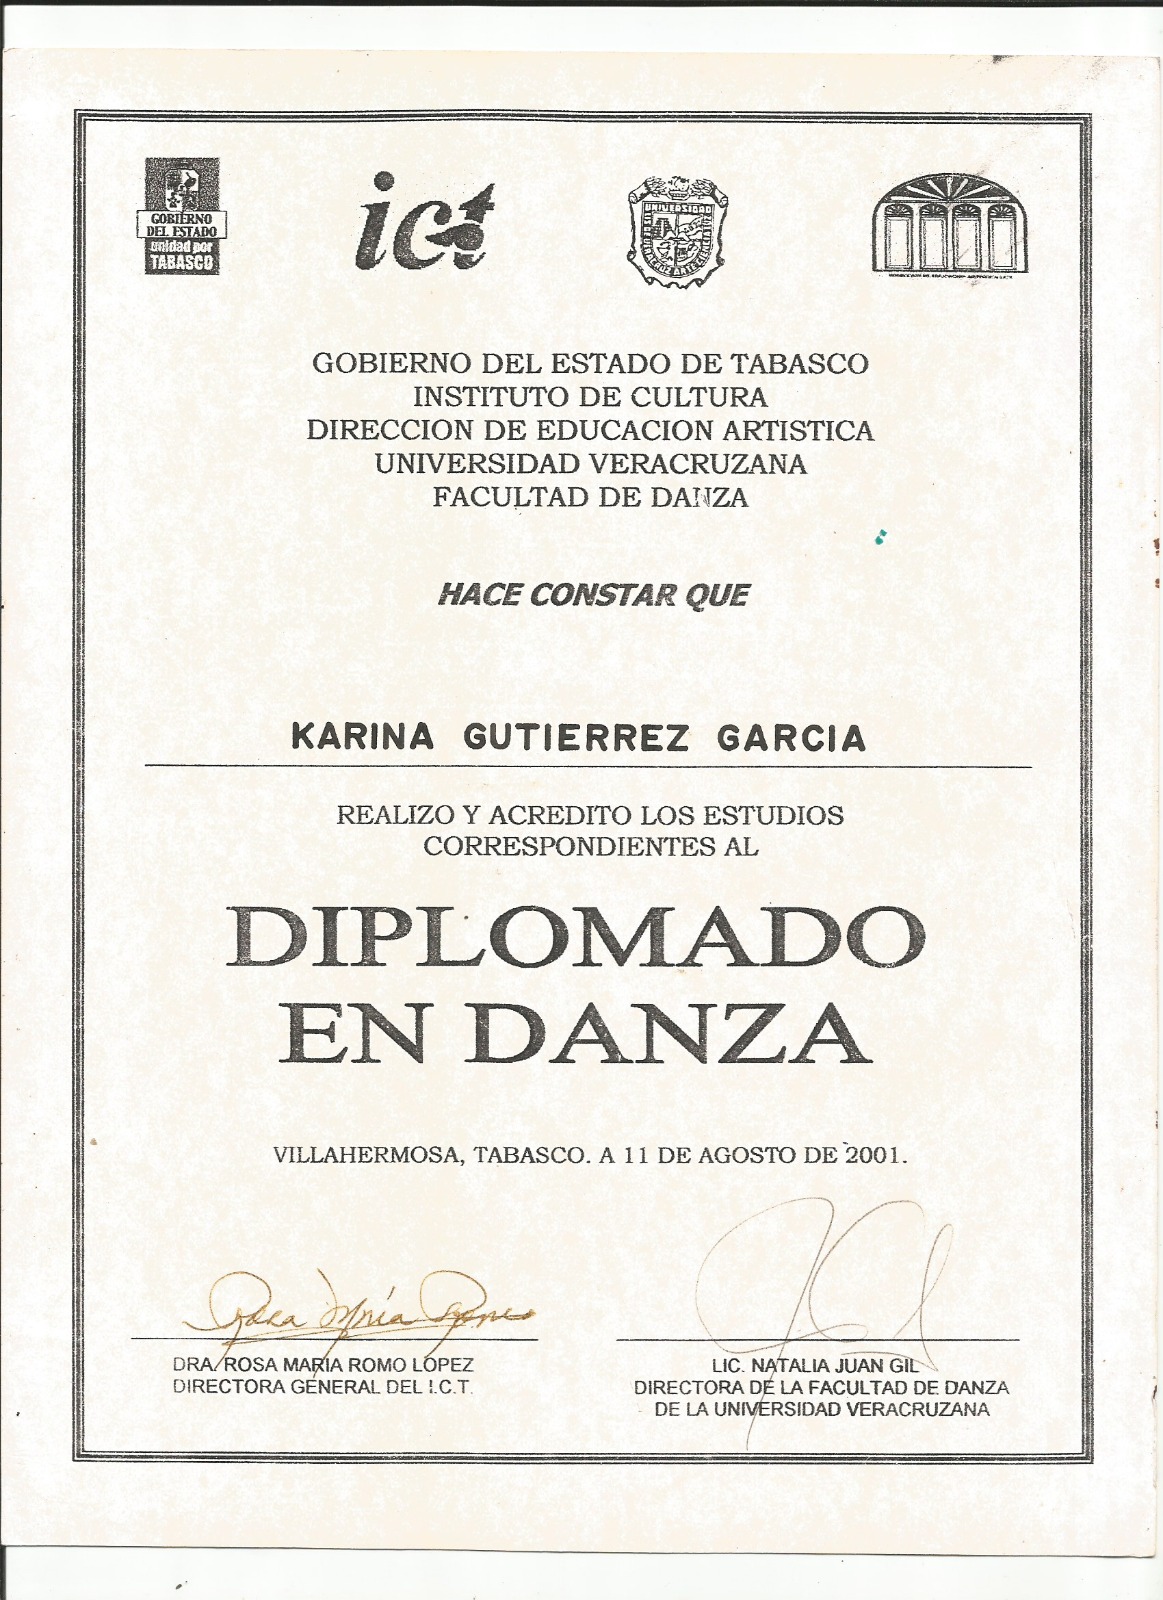 GOBIERNO
DEL ESTADO
unidad por
TABASCO
ict
UNIVERSIDAD
GOBIERNO DEL ESTADO DE TABASCO
INSTITUTO DE CULTURA
DIRECCION DE EDUCACION ARTISTICA
UNIVERSIDAD VERACRUZANA
FACULTAD DE DANZA
HACE CONSTAR QUE
KARINA GUTIERREZ GARCIA
REALIZO Y ACREDITO LOS ESTUDIOS
CORRESPONDIENTES AL
DIPLOMADO
EN DANZA
VILLAHERMOSA, TABASCO. A 11 DE AGOSTO DE 2001.
Rosa María Romo
DRA. ROSA MARIA ROMO LOPEZ
DIRECTORA GENERAL DEL I.C.T.
LIC. NATALIA JUAN GIL
DIRECTORA DE LA FACULTAD DE DANZA
DE LA UNIVERSIDAD VERACRUZANA